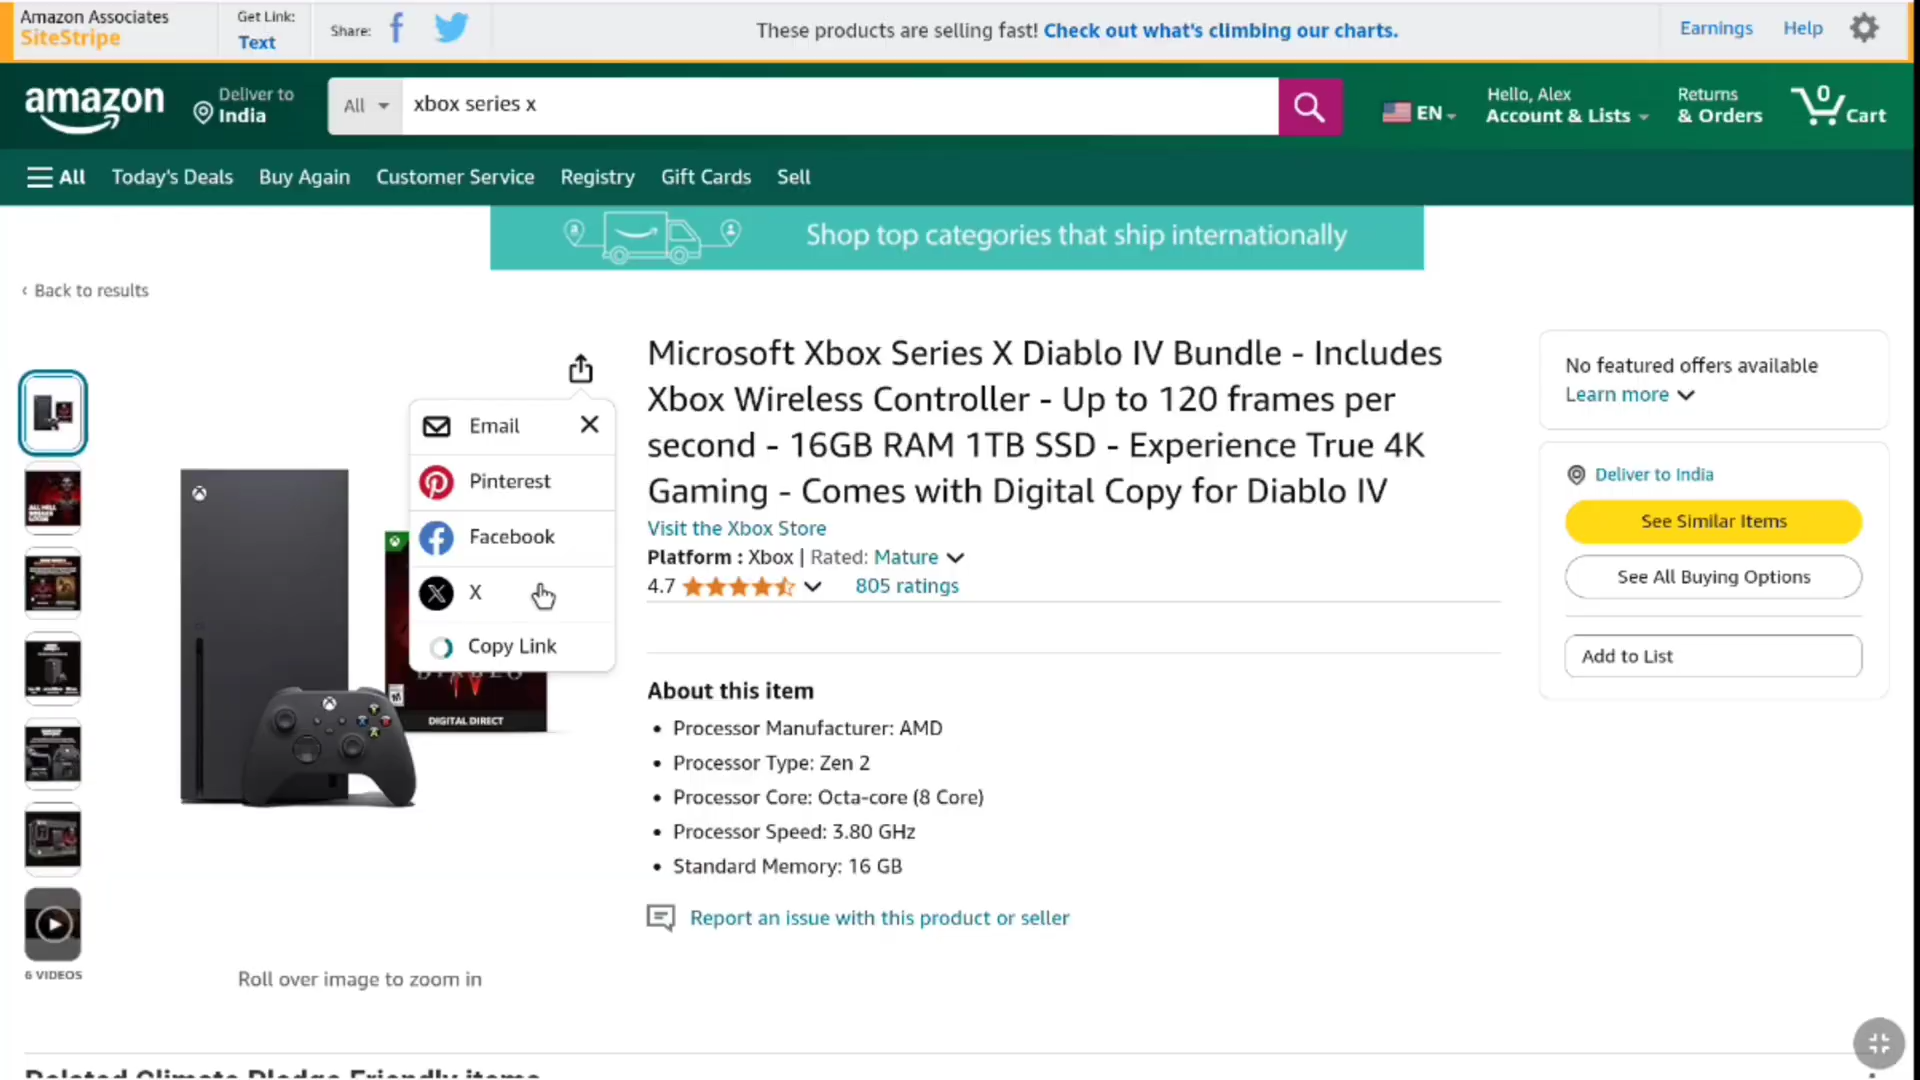 Amazon Associates
SiteStripe
Get Link:
Text
Share:
These products are selling fast! Check out what's climbing our charts.
Earnings
Help
amazon
Deliver to
India
All
xbox series x
EN
Hello, Alex
Account & Lists
Returns
& Orders
0
Cart
All
Today's Deals
Buy Again
Customer Service
Registry
Gift Cards
Sell
Shop top categories that ship internationally
‹ Back to results
Email
Pinterest
Facebook
X
Copy Link
DIABLO
IV
DIGITAL DIRECT
M
6 VIDEOS
Roll over image to zoom in
Microsoft Xbox Series X Diablo IV Bundle - Includes
Xbox Wireless Controller - Up to 120 frames per
second - 16GB RAM 1TB SSD - Experience True 4K
Gaming - Comes with Digital Copy for Diablo IV
Visit the Xbox Store
Platform : Xbox | Rated: Mature
4.7
805 ratings
About this item
• Processor Manufacturer: AMD
• Processor Type: Zen 2
• Processor Core: Octa-core (8 Core)
• Processor Speed: 3.80 GHz
• Standard Memory: 16 GB
Report an issue with this product or seller
No featured offers available
Learn more
Deliver to India
See Similar Items
See All Buying Options
Add to List
Related Climate Pledge Friendly items